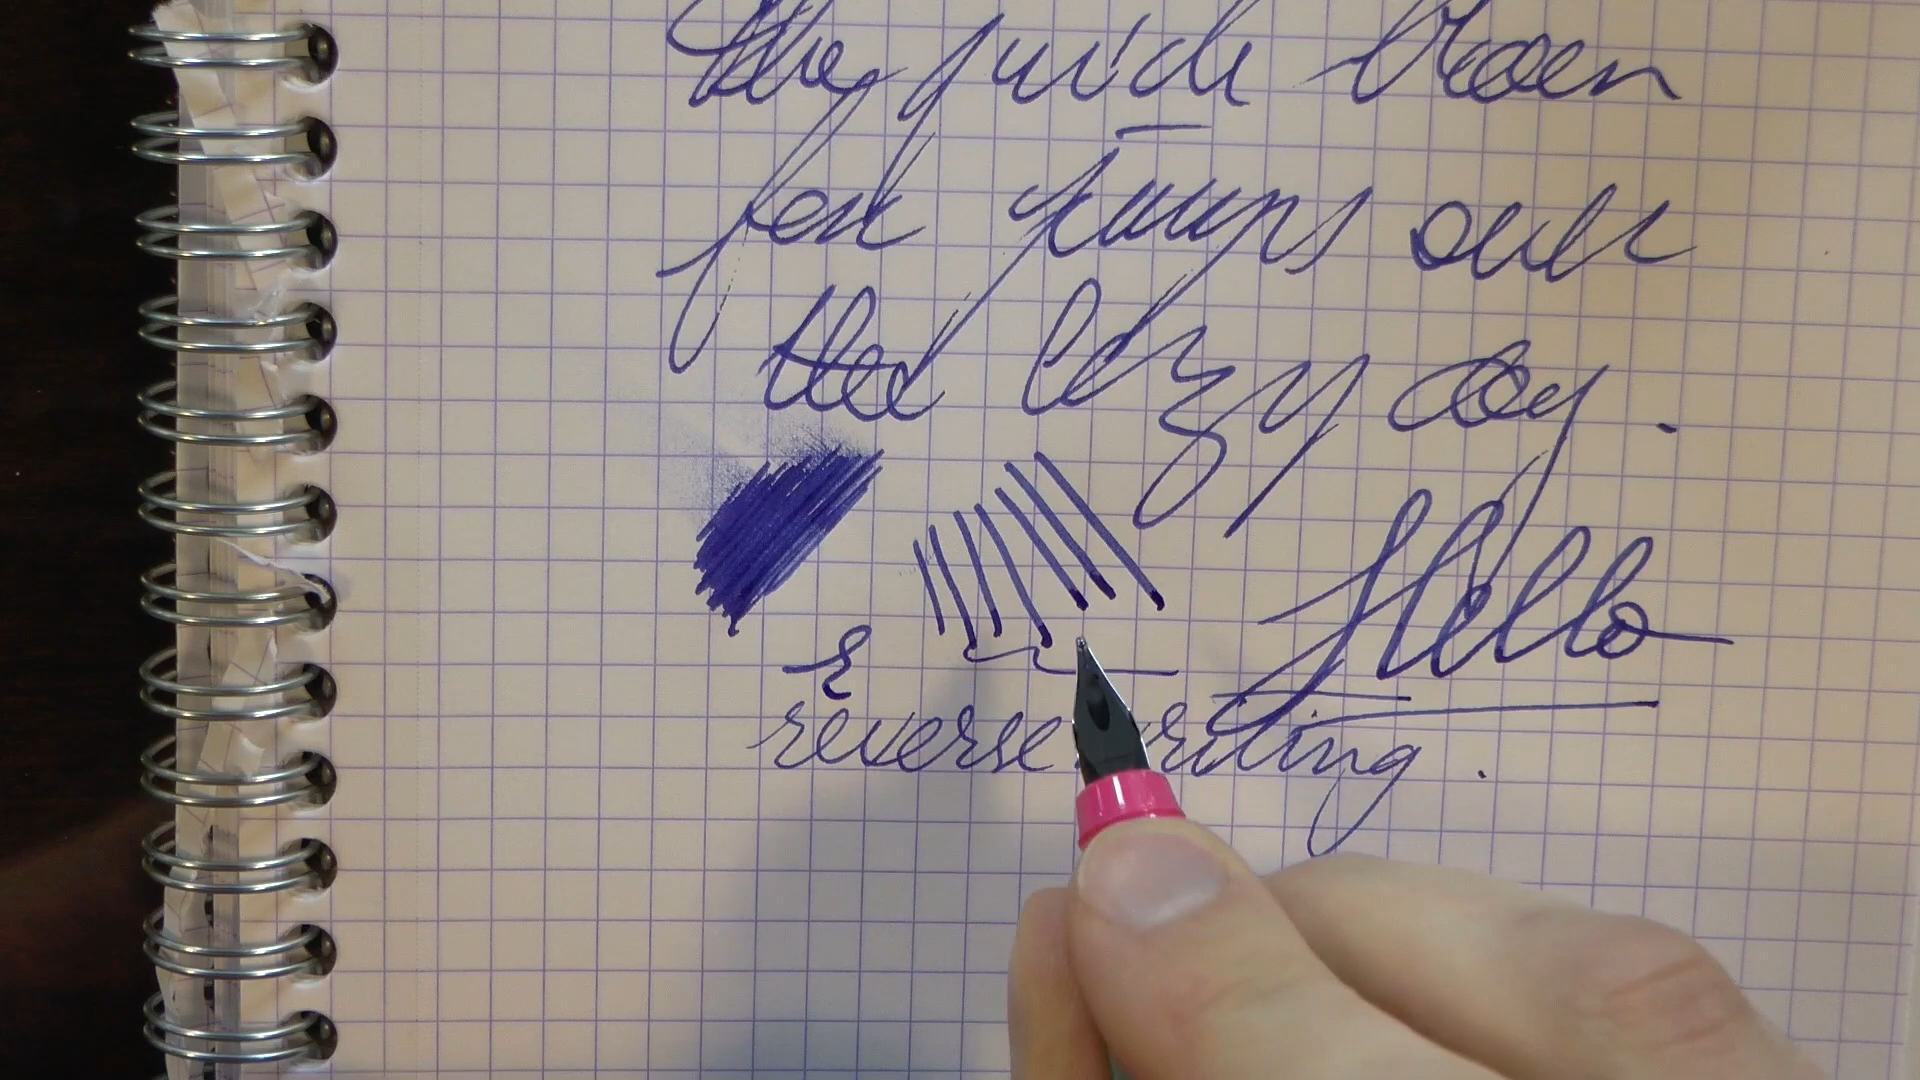 the quick brown
fox jumps over
the lazy dog.
Hello
reverse writing.